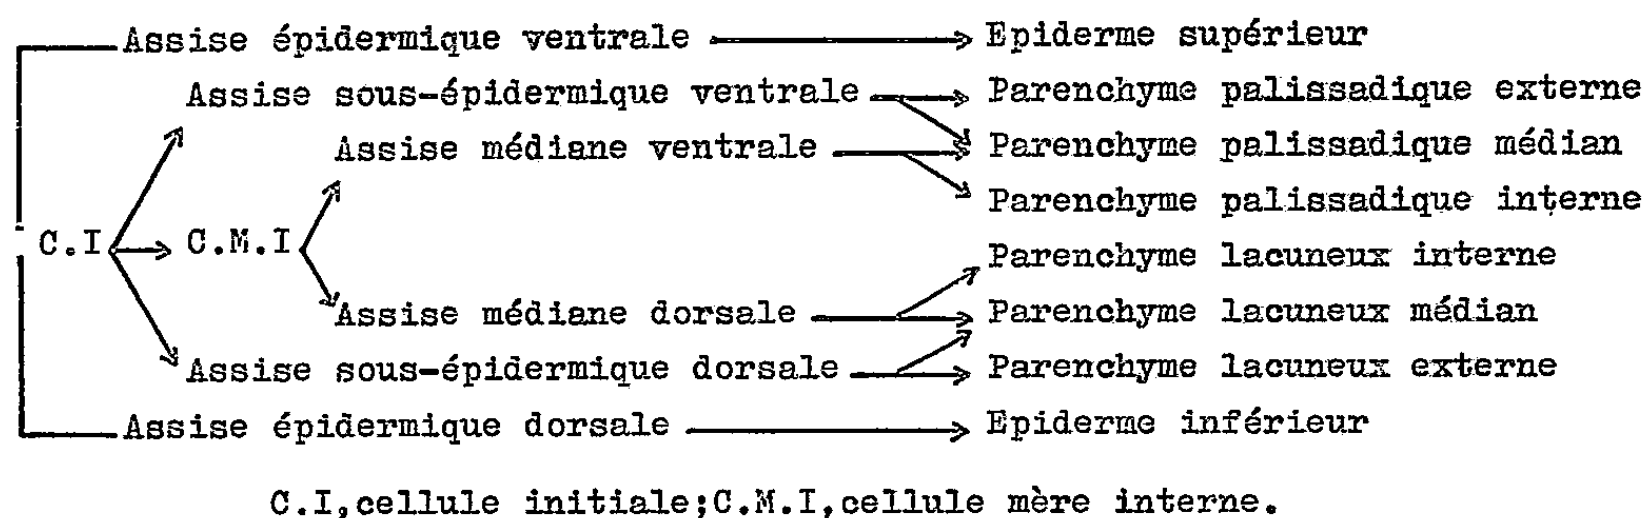 Assise épidermique ventrale Epiderme supérieur
Assise sous-épidermique ventrale Parenchyme palissadique externe
Assise médiane ventrale Parenchyme palissadique médian
Parenchyme palissadique interne
C.I C.M.I
Parenchyme lacuneux interne
Assise médiane dorsale Parenchyme lacuneux médian
Assise sous-épidermique dorsale Parenchyme lacuneux externe
Assise épidermique dorsale Epiderme inférieur
C.I,cellule initiale;C.M.I,cellule mère interne.